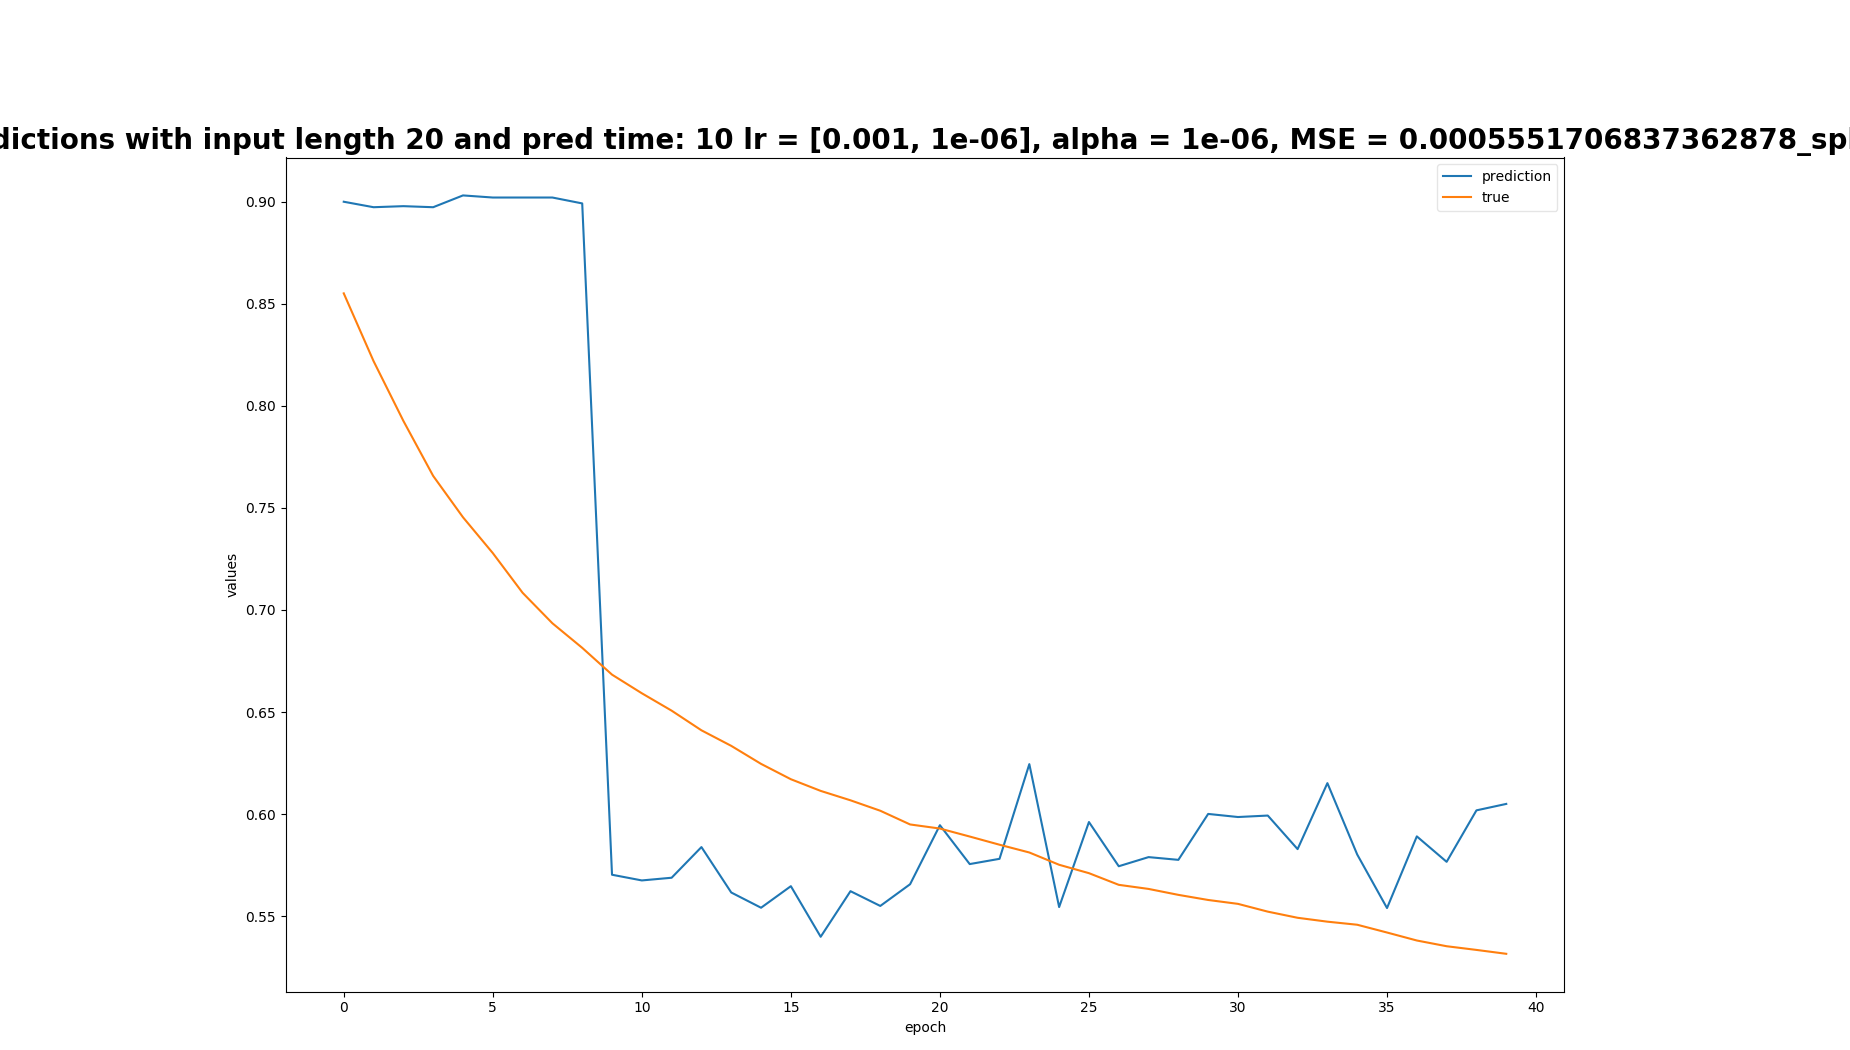 dictions with input length 20 and pred time: 10 lr = [0.001, 1e-06], alpha = 1e-06, MSE = 0.0005551706837362878_spl
prediction
true
0.90
0.85
0.80
0.75
0.70
0.65
0.60
0.55
values
0 5 10 15 20 25 30 35 40
epoch